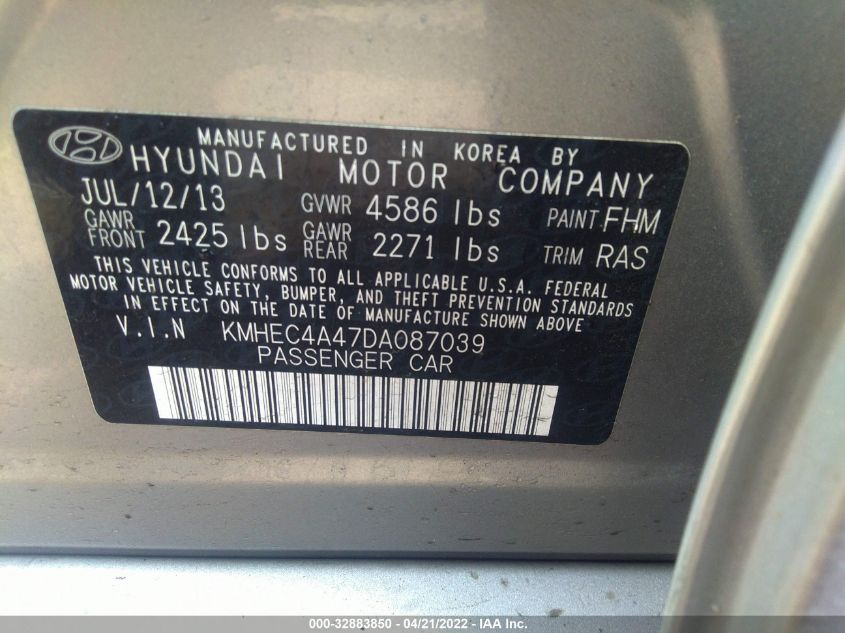 MANUFACTURED IN KOREA BY
HYUNDAI MOTOR COMPANY
JUL/12/13 GVWR 4586 lbs PAINT FHM
GAWR FRONT 2425 lbs GAWR REAR 2271 lbs TRIM RAS
THIS VEHICLE CONFORMS TO ALL APPLICABLE U.S.A. FEDERAL
MOTOR VEHICLE SAFETY, BUMPER, AND THEFT PREVENTION STANDARDS
IN EFFECT ON THE DATE OF MANUFACTURE SHOWN ABOVE
V.I.N KMHEC4A47DA087039
PASSENGER CAR
000-32883850 - 04/21/2022 - IAA Inc.